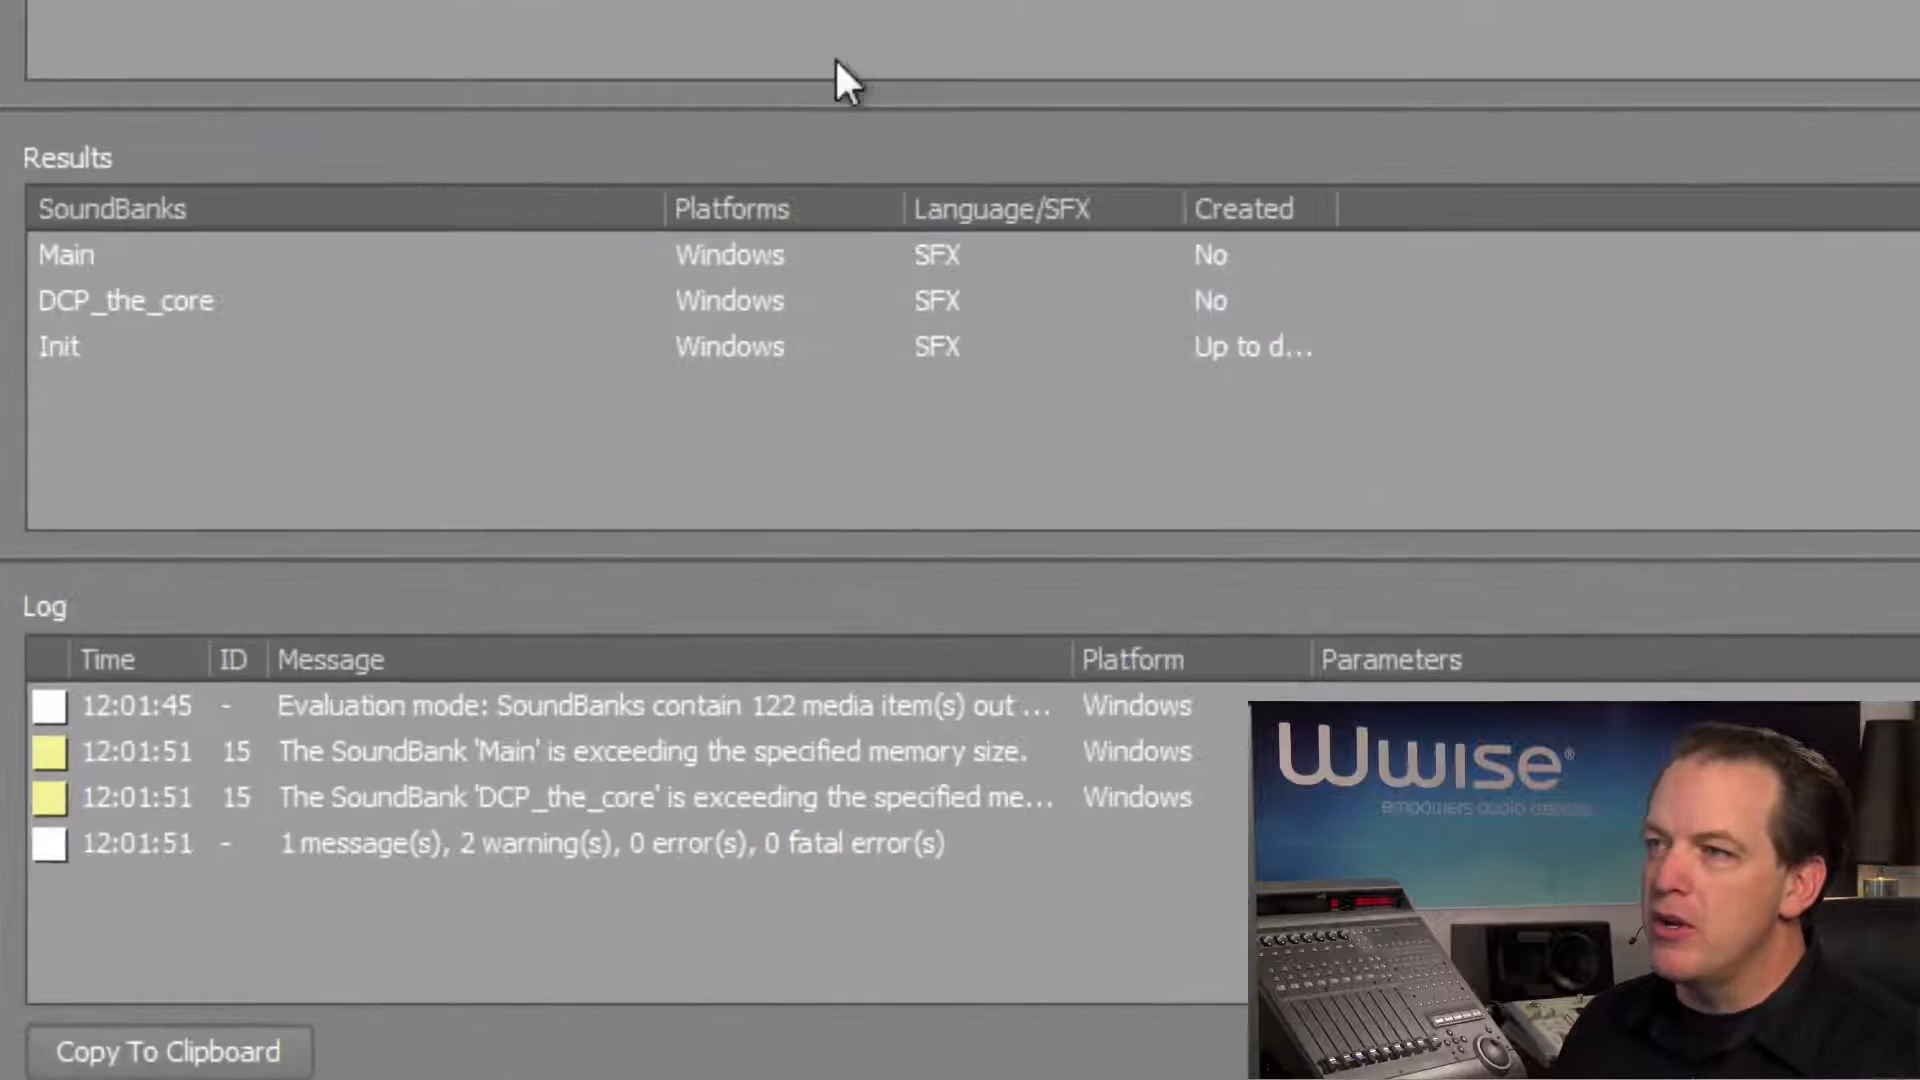 Results
SoundBanks Platforms Language/SFX Created
Main Windows SFX No
DCP_the_core Windows SFX No
Init Windows SFX Up to d...
Log
Time ID Message Platform Parameters
12:01:45 - Evaluation mode: SoundBanks contain 122 media item(s) out ... Windows
12:01:51 15 The SoundBank 'Main' is exceeding the specified memory size. Windows
12:01:51 15 The SoundBank 'DCP_the_core' is exceeding the specified me... Windows
12:01:51 - 1 message(s), 2 warning(s), 0 error(s), 0 fatal error(s)
Wwise®
empowers audio
Copy To Clipboard